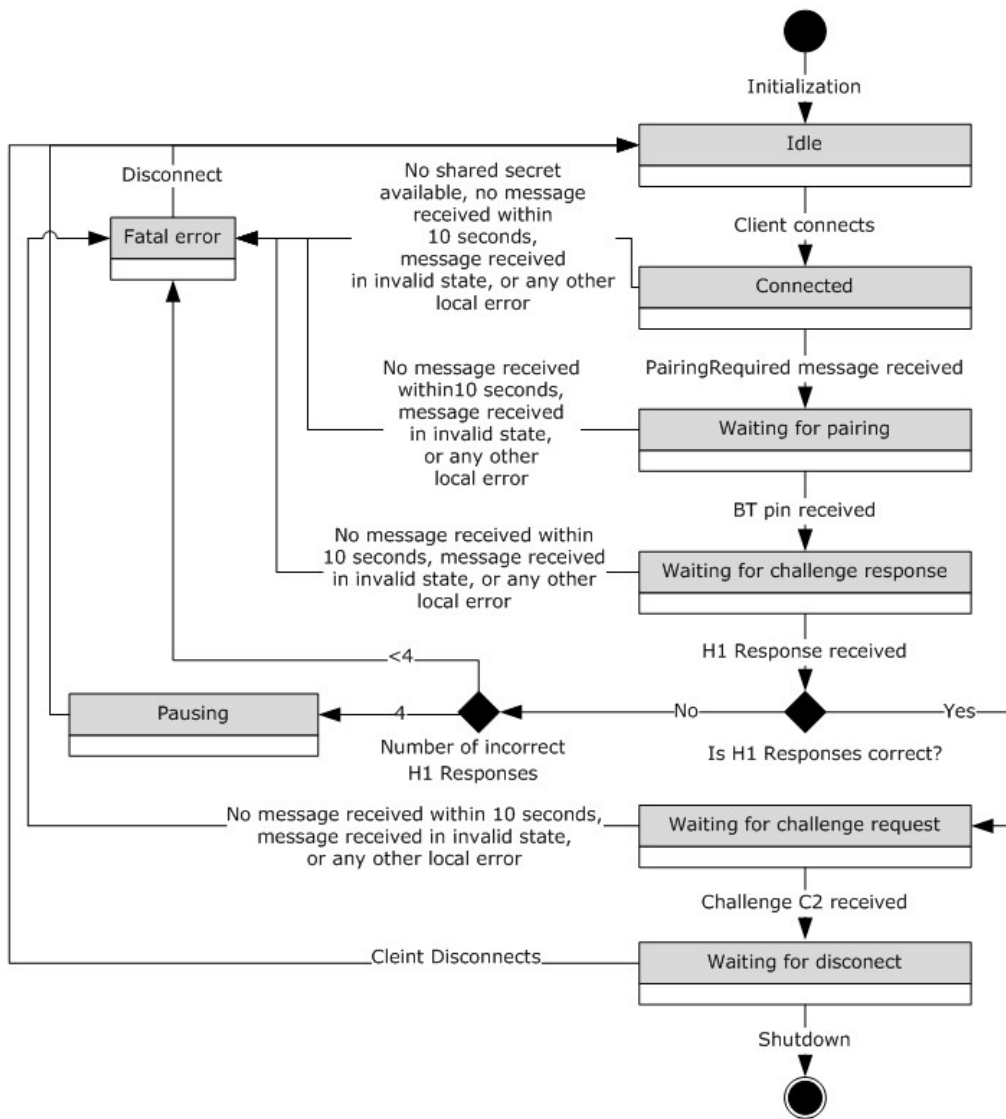 Initialization
Idle
Disconnect
No shared secret
available, no message
received within
10 seconds,
message received
in invalid state, or any other
local error
Client connects
Fatal error
Connected
PairingRequired message received
No message received
within10 seconds,
message received
in invalid state,
or any other
local error
Waiting for pairing
BT pin received
No message received within
10 seconds, message received
in invalid state, or any other
local error
Waiting for challenge response
H1 Response received
<4
Pausing
4
No
Yes
Number of incorrect
H1 Responses
Is H1 Responses correct?
No message received within 10 seconds,
message received in invalid state,
or any other local error
Waiting for challenge request
Challenge C2 received
Cleint Disconnects
Waiting for disconect
Shutdown